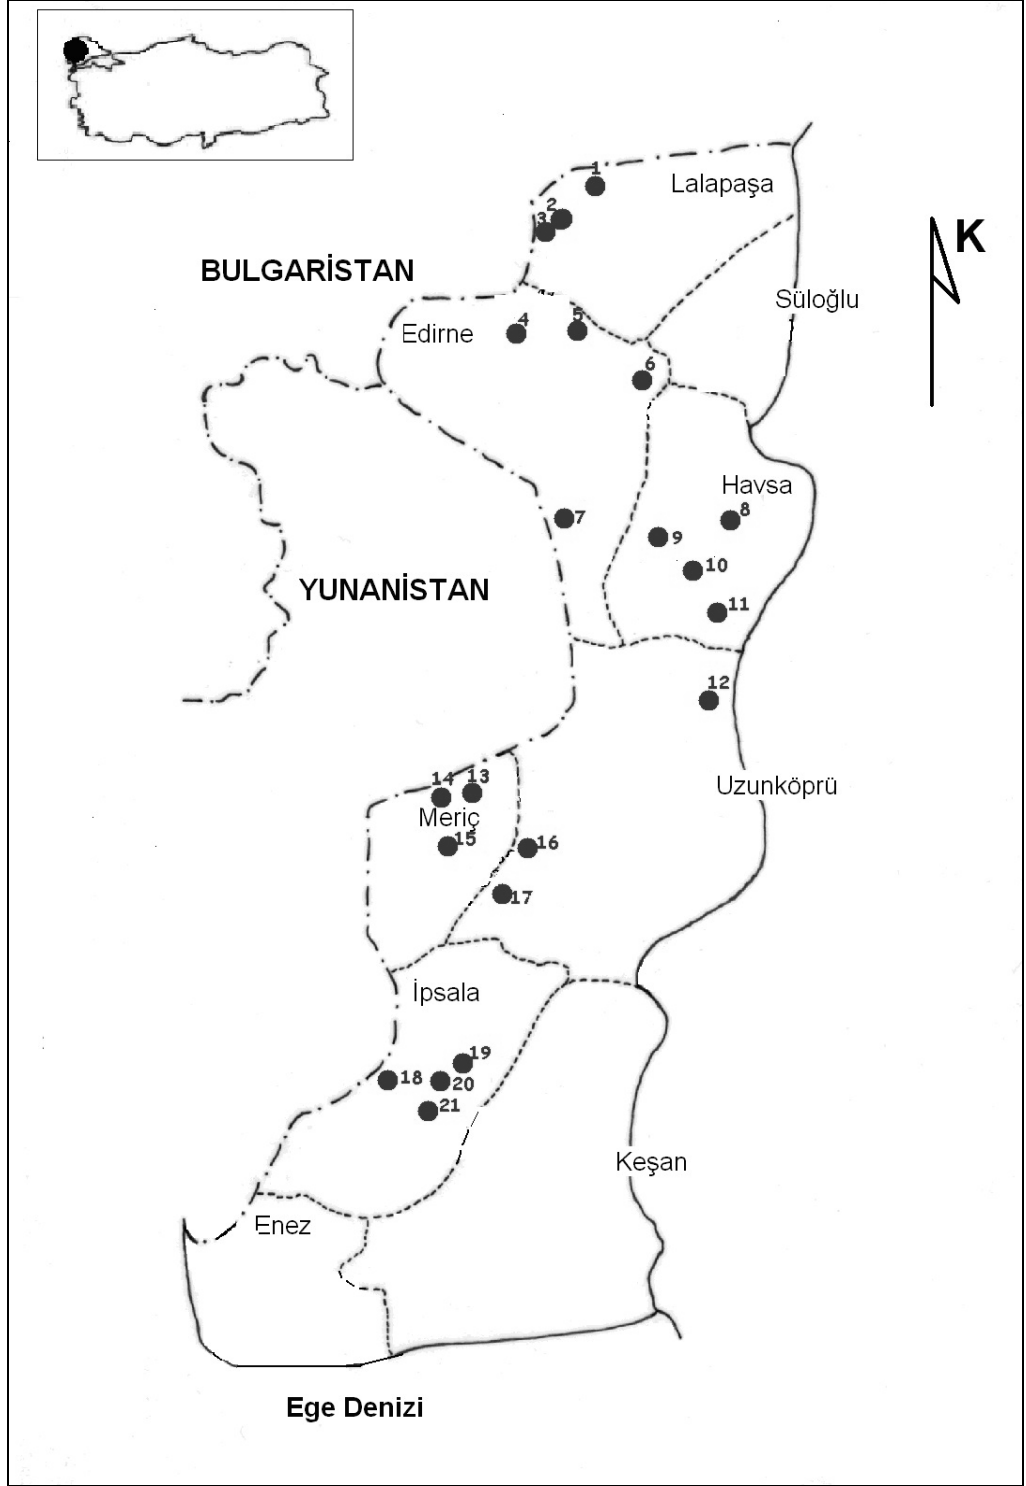 1
Lalapaşa
2
3
K
BULGARİSTAN
Süloğlu
Edirne
4
5
6
Havsa
8
7
9
10
YUNANİSTAN
11
12
14
13
Uzunköprü
Meriç
15
16
17
İpsala
19
18
20
21
Keşan
Enez
Ege Denizi